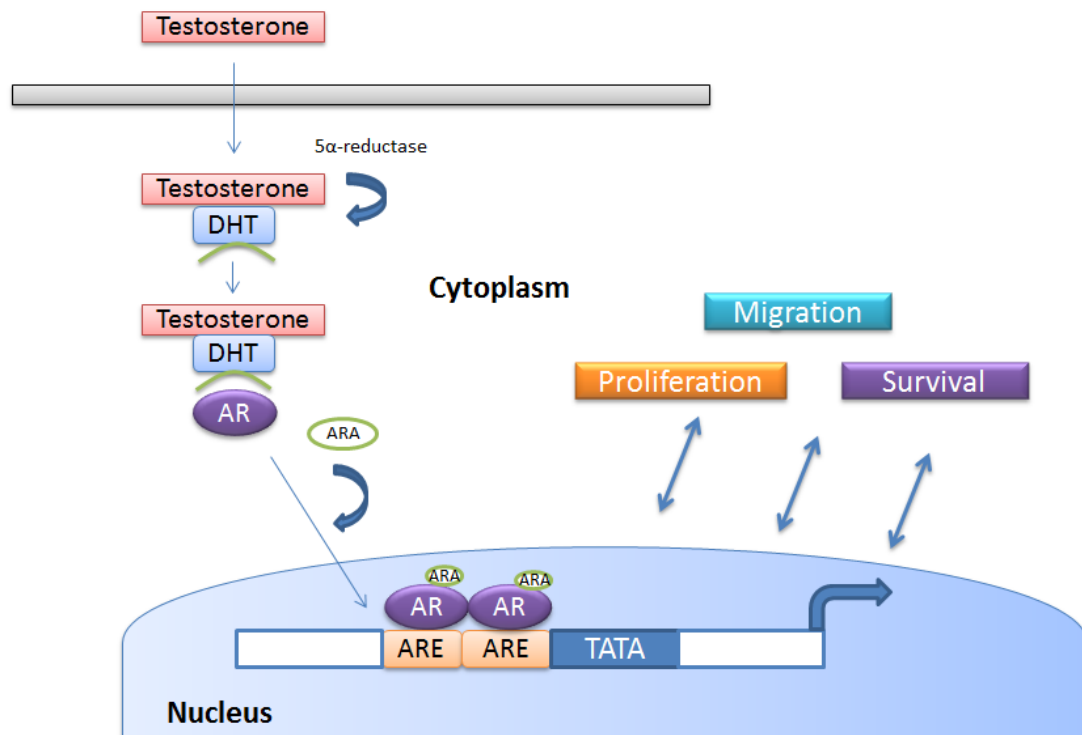 Testosterone
5α-reductase
Testosterone
DHT
Cytoplasm
Testosterone
DHT
AR
ARA
Migration
Proliferation
Survival
ARA
ARA
AR
AR
ARE
ARE
TATA
Nucleus